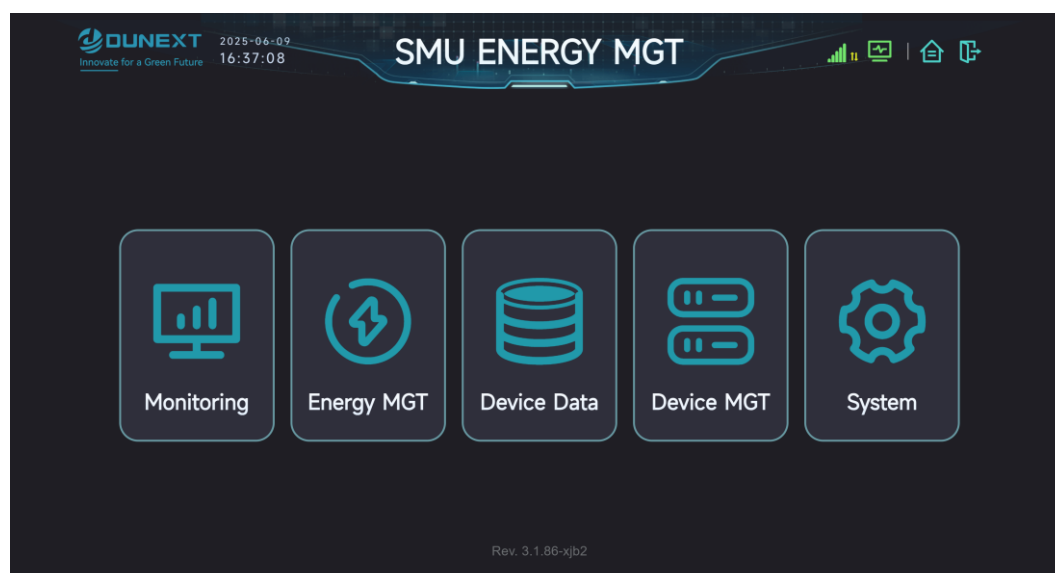 DUNEXT
Innovate for a Green Future
2025-06-09
16:37:08
SMU ENERGY MGT
Monitoring
Energy MGT
Device Data
Device MGT
System
Rev. 3.1.86-xjb2